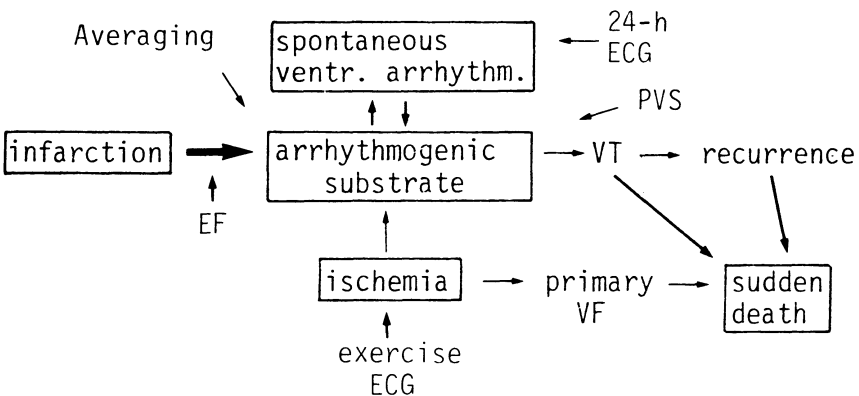 Averaging
spontaneous
ventr. arrhythm.
24-h
ECG
PVS
infarction
arrhythmogenic
substrate
VT
recurrence
EF
ischemia
primary
VF
sudden
death
exercise
ECG